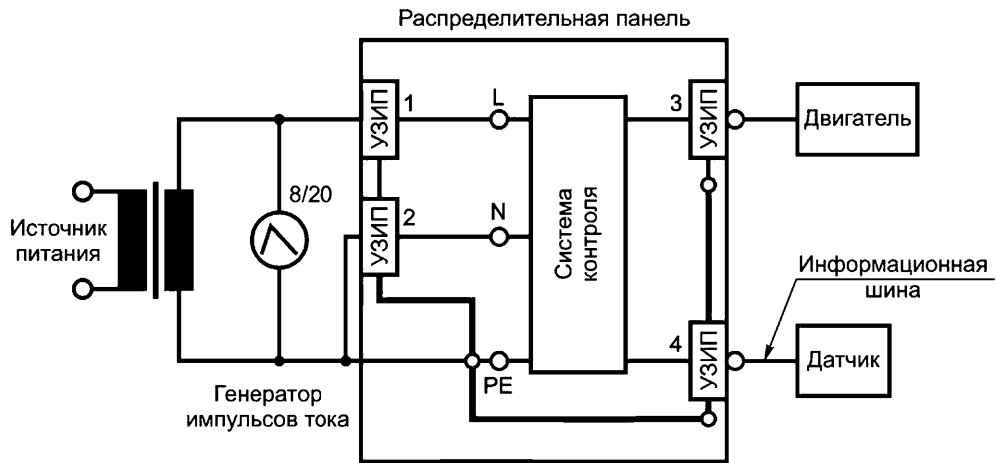 Распределительная панель
УЗИП
1
L
3
УЗИП
Двигатель
8/20
Источник
питания
УЗИП
2
N
Система
контроля
Информационная
шина
4
УЗИП
Датчик
PE
Генератор
импульсов тока